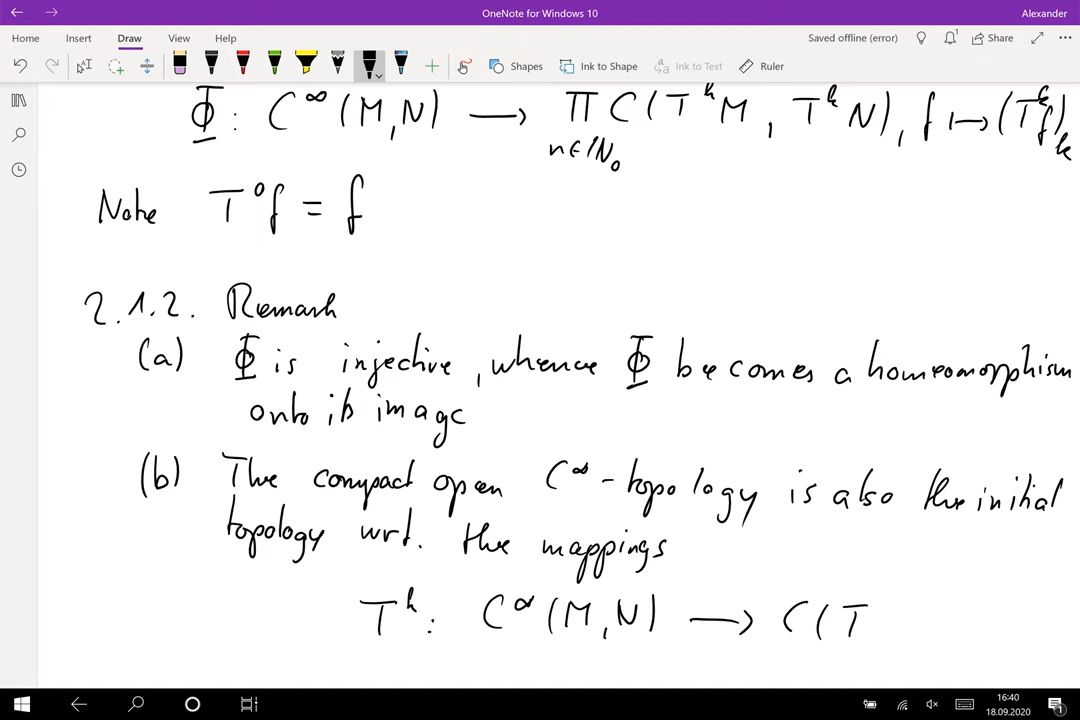 OneNote for Windows 10
Alexander
Home Insert Draw View Help
Saved offline (error)
Share
Shapes Ink to Shape Ink to Text Ruler
Φ: C^∞(M,N) → ∏ C(T^k M, T^k N), f ↦ (T^k f)_k
n∈ℕ₀
Note T^0 f = f
2.1.2. Remark
(a) Φ is injective, whence Φ becomes a homeomorphism
onto its image
(b) The compact open C^∞-topology is also the initial
topology wrt. the mappings
T^k: C^∞(M,N) → C(T
16:40
18.09.2020
1